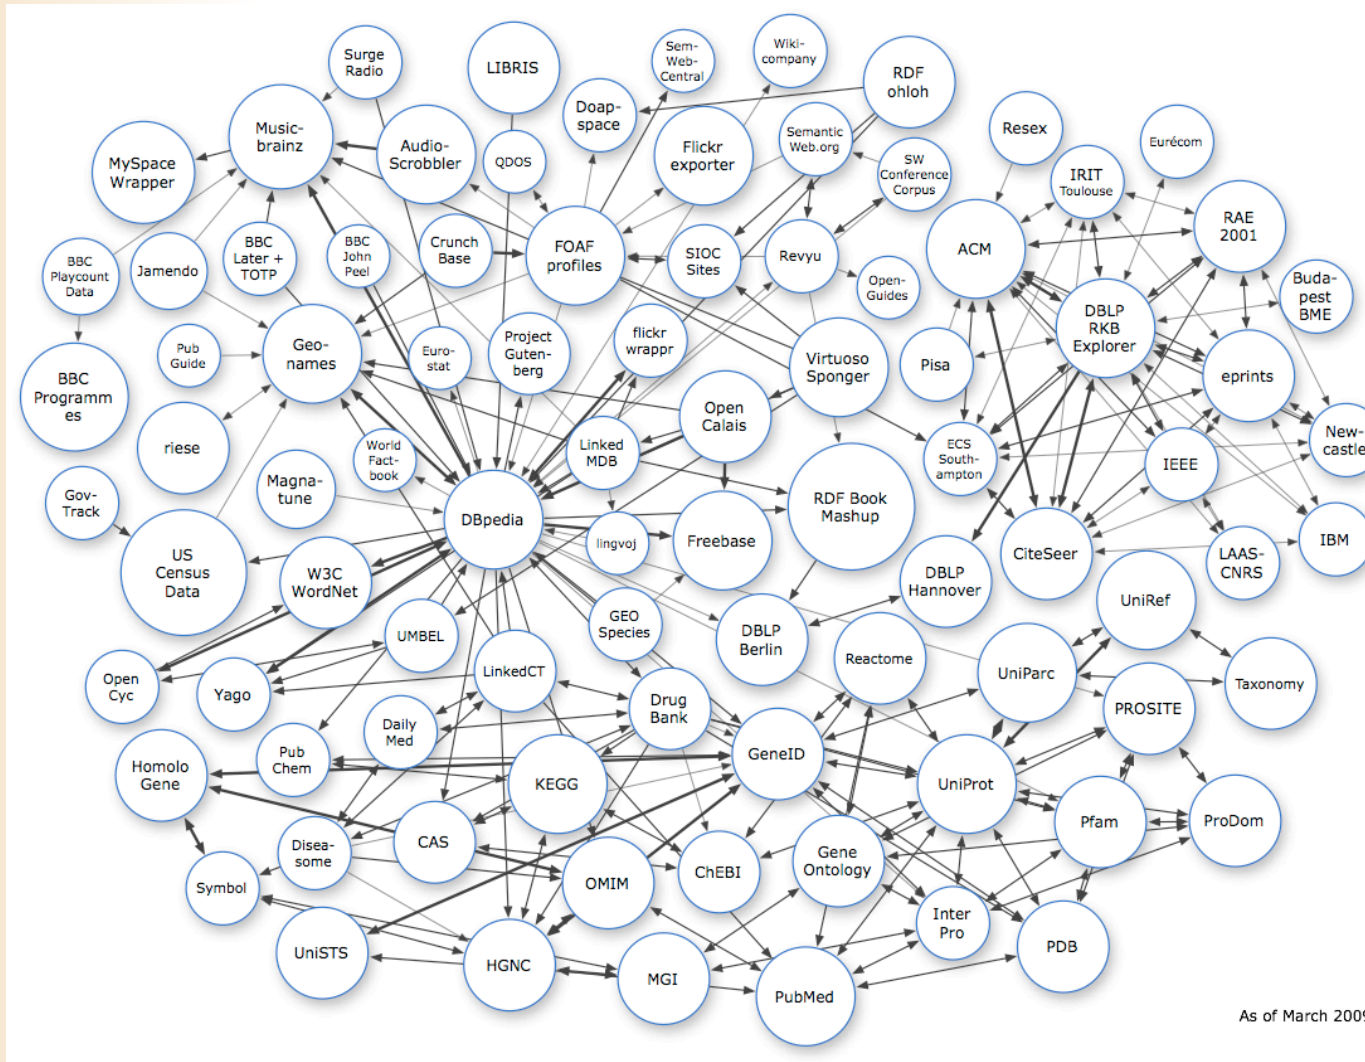 Surge
Radio
LIBRIS
Sem-
Web-
Central
Wiki-
company
RDF
ohloh
Doap-
space
Music-
brainz
Audio-
Scrobbler
QDOS
Flickr
exporter
Semantic
Web.org
SW
Conference
Corpus
Resex
Eurécom
MySpace
Wrapper
IRIT
Toulouse
RAE
2001
ACM
BBC
Playcount
Data
Jamendo
BBC
Later +
TOTP
BBC
John
Peel
Crunch
Base
FOAF
profiles
SIOC
Sites
Revyu
Open-
Guides
Buda-
pest
BME
DBLP
RKB
Explorer
Pub
Guide
Geo-
names
Euro-
stat
Project
Guten-
berg
flickr
wrappr
Virtuoso
Sponger
Pisa
eprints
BBC
Programm
es
riese
World
Fact-
book
Linked
MDB
Open
Calais
ECS
South-
ampton
IEEE
New-
castle
Gov-
Track
Magna-
tune
DBpedia
lingvoj
Freebase
RDF Book
Mashup
CiteSeer
LAAS-
CNRS
IBM
US
Census
Data
W3C
WordNet
DBLP
Hannover
UniRef
UMBEL
GEO
Species
DBLP
Berlin
Reactome
UniParc
Taxonomy
Open
Cyc
Yago
LinkedCT
Drug
Bank
PROSITE
Daily
Med
Pub
Chem
Homolo
Gene
KEGG
GeneID
UniProt
Pfam
ProDom
Disea-
some
CAS
Symbol
OMIM
ChEBI
Gene
Ontology
Inter
Pro
UniSTS
HGNC
MGI
PubMed
PDB
As of March 2009